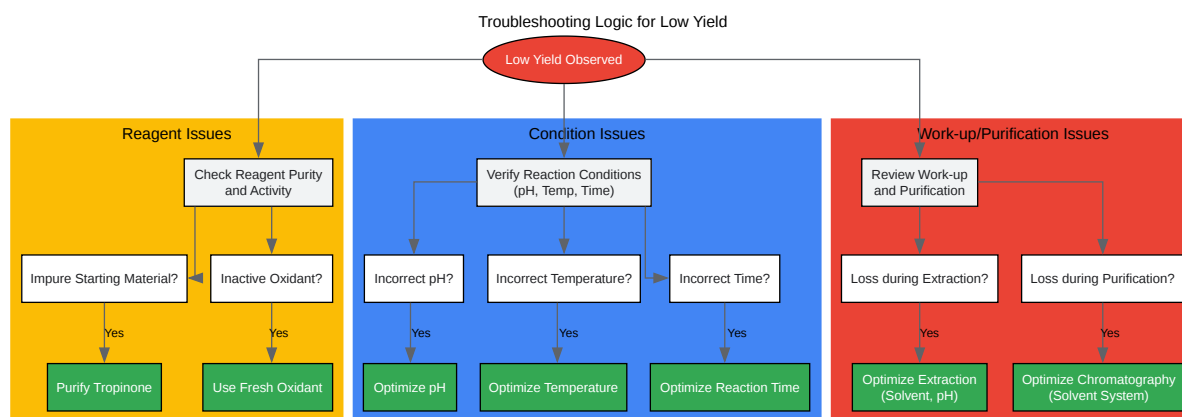 Troubleshooting Logic for Low Yield
Low Yield Observed
Reagent Issues
Check Reagent Purity
and Activity
Impure Starting Material?
Inactive Oxidant?
Yes
Yes
Purify Tropinone
Use Fresh Oxidant
Condition Issues
Verify Reaction Conditions
(pH, Temp, Time)
Incorrect pH?
Incorrect Temperature?
Incorrect Time?
Yes
Yes
Yes
Optimize pH
Optimize Temperature
Optimize Reaction Time
Work-up/Purification Issues
Review Work-up
and Purification
Loss during Extraction?
Loss during Purification?
Yes
Yes
Optimize Extraction
(Solvent, pH)
Optimize Chromatography
(Solvent System)